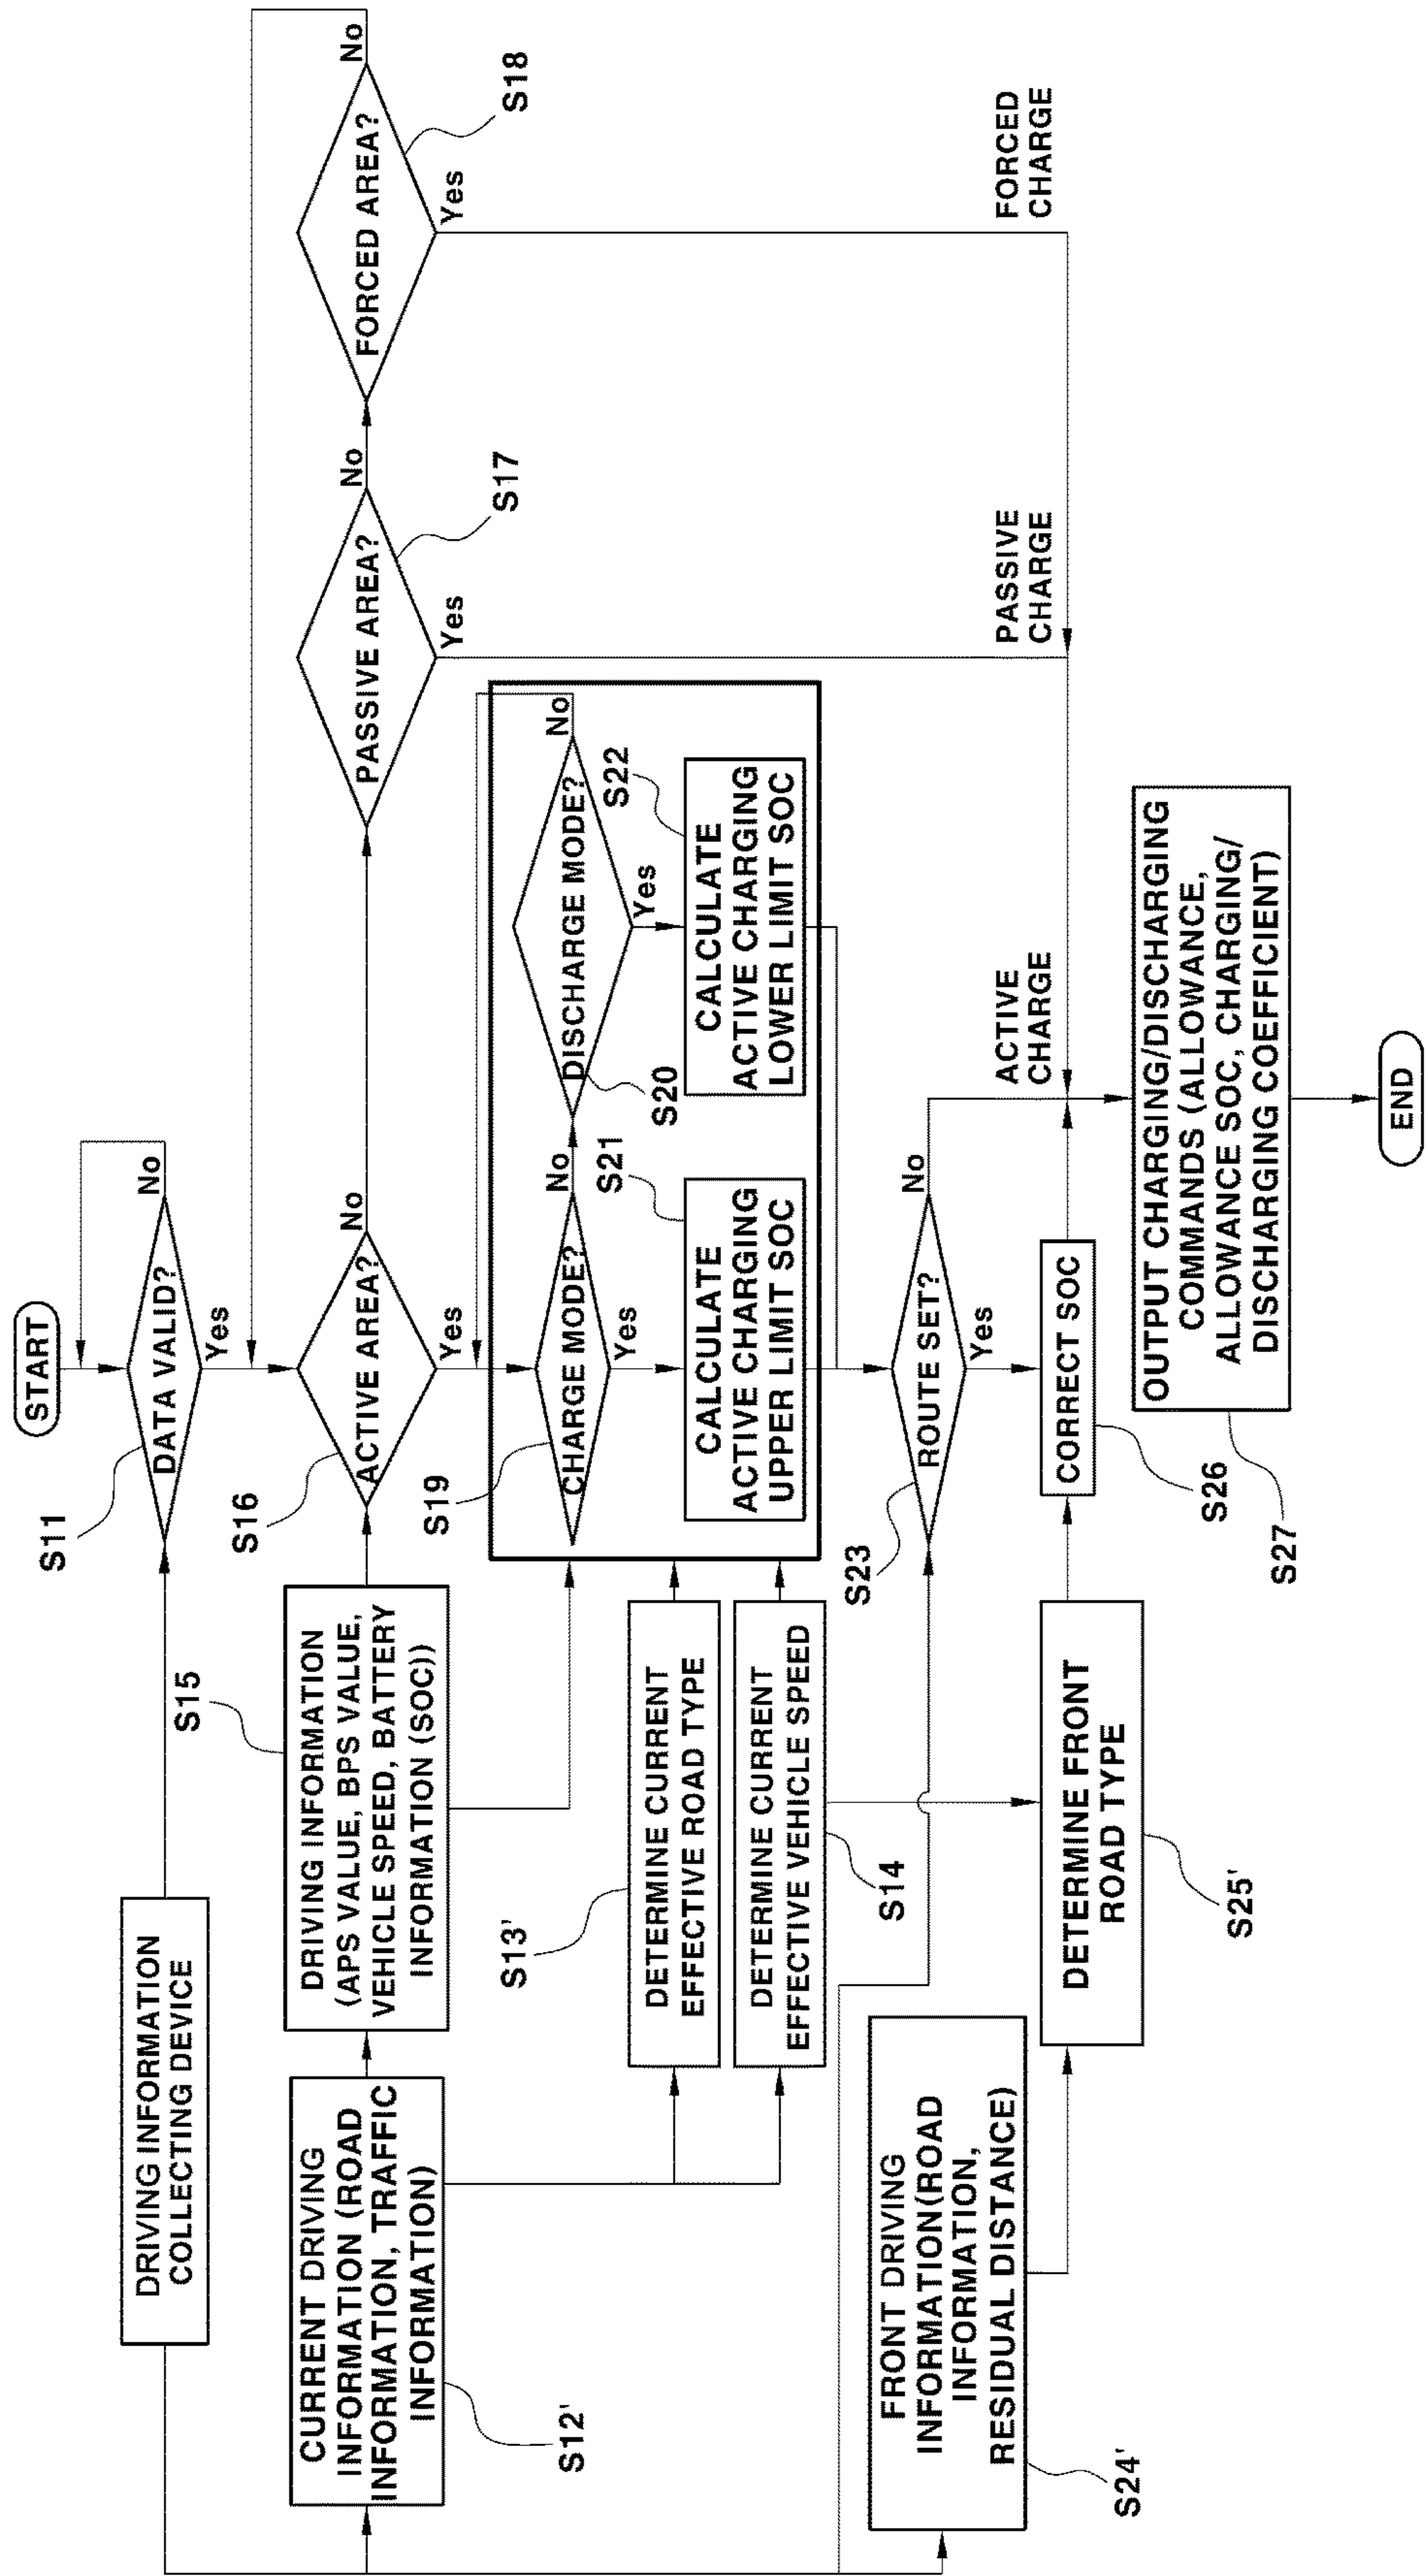 START
DRIVING INFORMATION
COLLECTING DEVICE
S11
DATA VALID?
No
Yes
CURRENT DRIVING
INFORMATION (ROAD
INFORMATION, TRAFFIC
INFORMATION)
S12'
S15
DRIVING INFORMATION
(APS VALUE, BPS VALUE,
VEHICLE SPEED, BATTERY
INFORMATION (SOC))
S16
ACTIVE AREA?
No
Yes
PASSIVE AREA?
No
Yes
S17
FORCED AREA?
No
Yes
S18
S19
CHARGE MODE?
No
Yes
DISCHARGE MODE?
No
Yes
S20
S21
CALCULATE
ACTIVE CHARGING
UPPER LIMIT SOC
S22
CALCULATE
ACTIVE CHARGING
LOWER LIMIT SOC
S13'
DETERMINE CURRENT
EFFECTIVE ROAD TYPE
DETERMINE CURRENT
EFFECTIVE VEHICLE SPEED
S14
S23
ROUTE SET?
No
Yes
ACTIVE
CHARGE
PASSIVE
CHARGE
FORCED
CHARGE
FRONT DRIVING
INFORMATION(ROAD
INFORMATION,
RESIDUAL DISTANCE)
S24'
DETERMINE FRONT
ROAD TYPE
S25'
CORRECT SOC
S26
OUTPUT CHARGING/DISCHARGING
COMMANDS (ALLOWANCE,
ALLOWANCE SOC, CHARGING/
DISCHARGING COEFFICIENT)
S27
END